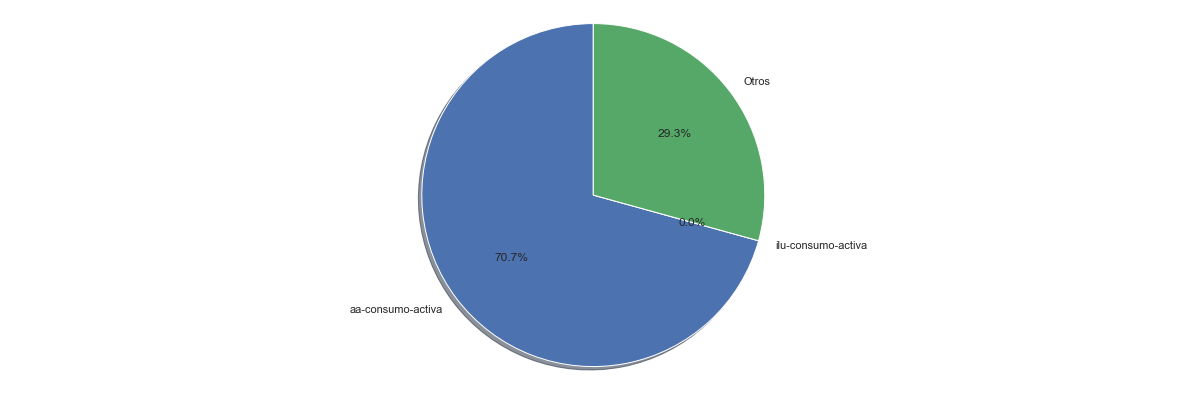 Otros
29.3%
0.0%
ilu-consumo-activa
70.7%
aa-consumo-activa